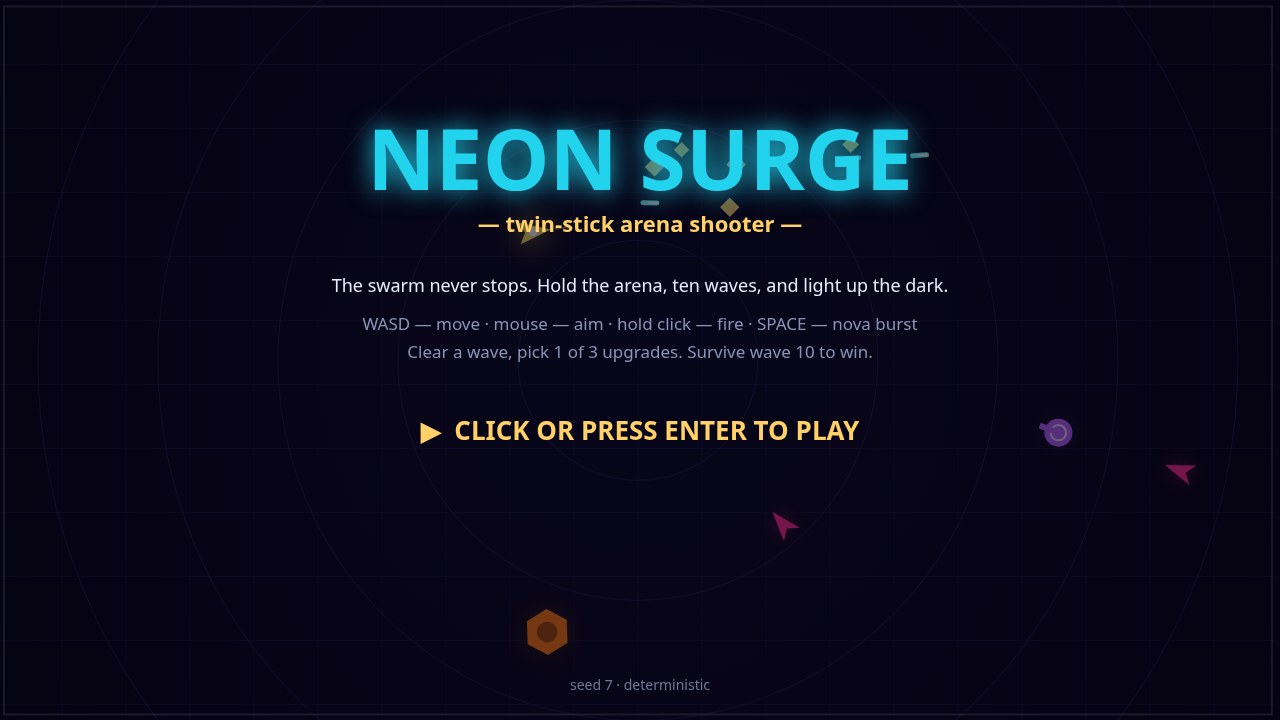 NEON SURGE
— twin-stick arena shooter —
The swarm never stops. Hold the arena, ten waves, and light up the dark.
WASD — move · mouse — aim · hold click — fire · SPACE — nova burst
Clear a wave, pick 1 of 3 upgrades. Survive wave 10 to win.
▶ CLICK OR PRESS ENTER TO PLAY
seed 7 · deterministic